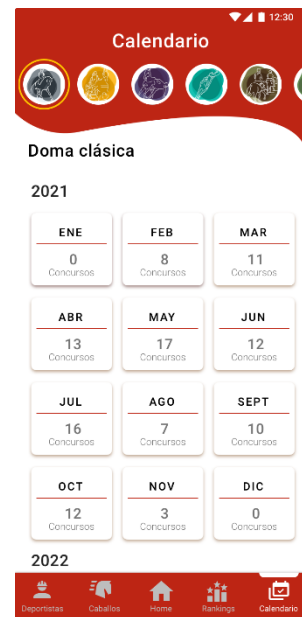 12:30
Calendario
Doma clásica
2021
ENE FEB MAR
0 8 11
Concursos Concursos Concursos
ABR MAY JUN
13 17 12
Concursos Concursos Concursos
JUL AGO SEPT
16 7 10
Concursos Concursos Concursos
OCT NOV DIC
12 3 0
Concursos Concursos Concursos
2022
Deportistas Caballos Home Rankings Calendario